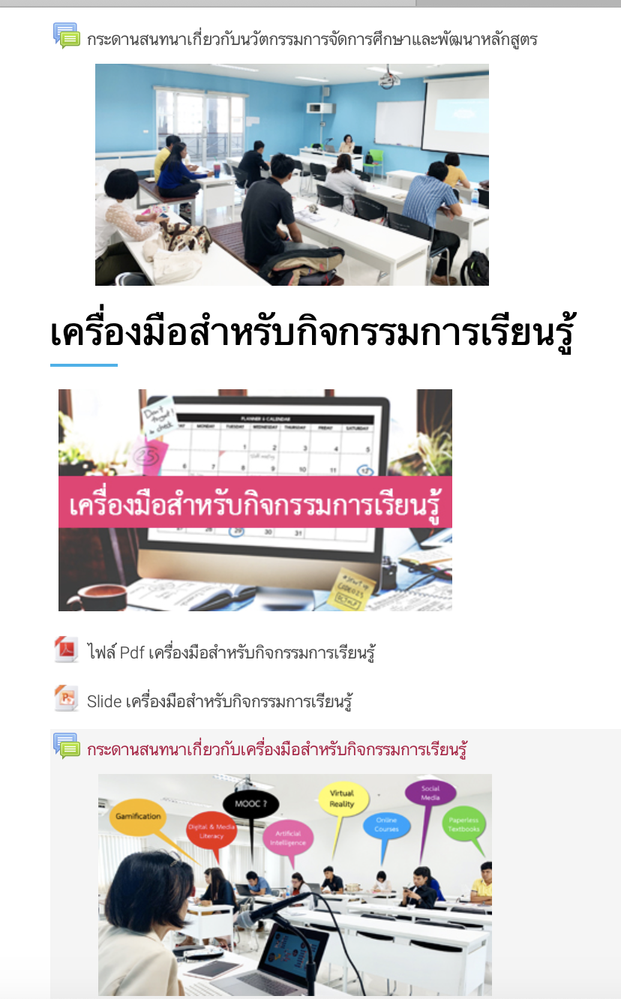 กระดานสนทนาเกี่ยวกับนวัตกรรมการจัดการศึกษาและพัฒนาหลักสูตร
เครื่องมือสำหรับกิจกรรมการเรียนรู้
Don't
check
PLANNER & CALENDAR
MONDAY TUESDAY WEDNESDAY THURSDAY FRIDAY SATURDAY
1 2 3 4 5
25
6 7 8 9 10 11 12
เครื่องมือสำหรับกิจกรรมการเรียนรู้
27 28 29 30 31
ไฟล์ Pdf เครื่องมือสำหรับกิจกรรมการเรียนรู้
Slide เครื่องมือสำหรับกิจกรรมการเรียนรู้
กระดานสนทนาเกี่ยวกับเครื่องมือสำหรับกิจกรรมการเรียนรู้
Gamification
Digital & Media
Literacy
MOOC ?
Artificial
Intelligence
Virtual
Reality
Online
Courses
Social
Media
Paperless
Textbooks